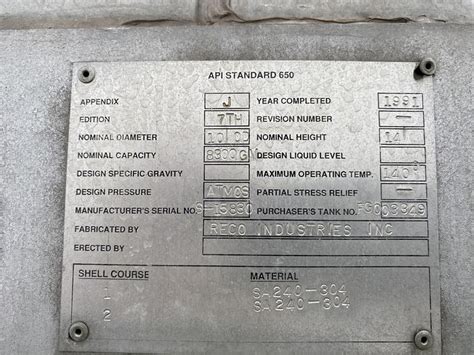 API STANDARD 650
APPENDIX J YEAR COMPLETED 1991
EDITION 7TH REVISION NUMBER —
NOMINAL DIAMETER NOMINAL HEIGHT 14'
NOMINAL CAPACITY DESIGN LIQUID LEVEL
DESIGN SPECIFIC GRAVITY MAXIMUM OPERATING TEMP. 140°
DESIGN PRESSURE ATMOS PARTIAL STRESS RELIEF —
MANUFACTURER'S SERIAL NO. PURCHASER'S TANK NO.
FABRICATED BY RECO INDUSTRIES INC
ERECTED BY
SHELL COURSE MATERIAL
1 SA240-304
2 SA240-304